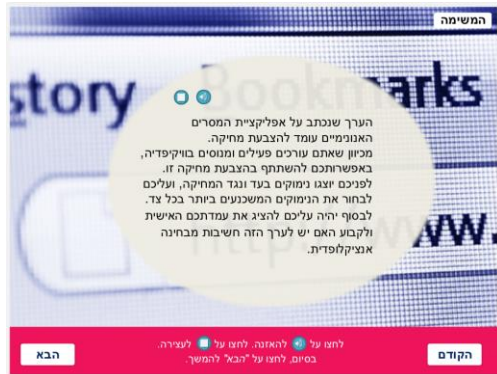 המשימה
story Bookmarks
www.
הערך שנכתב על אפליקציית המסרים
האנונימיים עומד להצבעת מחיקה.
מכיוון שאתם עורכים פעילים ומנוסים בוויקיפדיה,
באפשרותכם להשתתף בהצבעת מחיקה זו.
לפניכם יוצגו נימוקים בעד ונגד המחיקה, ועליכם
לבחור את הנימוקים המשכנעים ביותר בכל צד.
לבסוף יהיה עליכם להציג את עמדתכם האישית
ולקבוע האם יש לערך הזה חשיבות מבחינה
אנציקלופדית.
לחצו על להאזנה. לחצו על לעצירה.
בסיום, לחצו על "הבא" להמשך.
הקודם
הבא